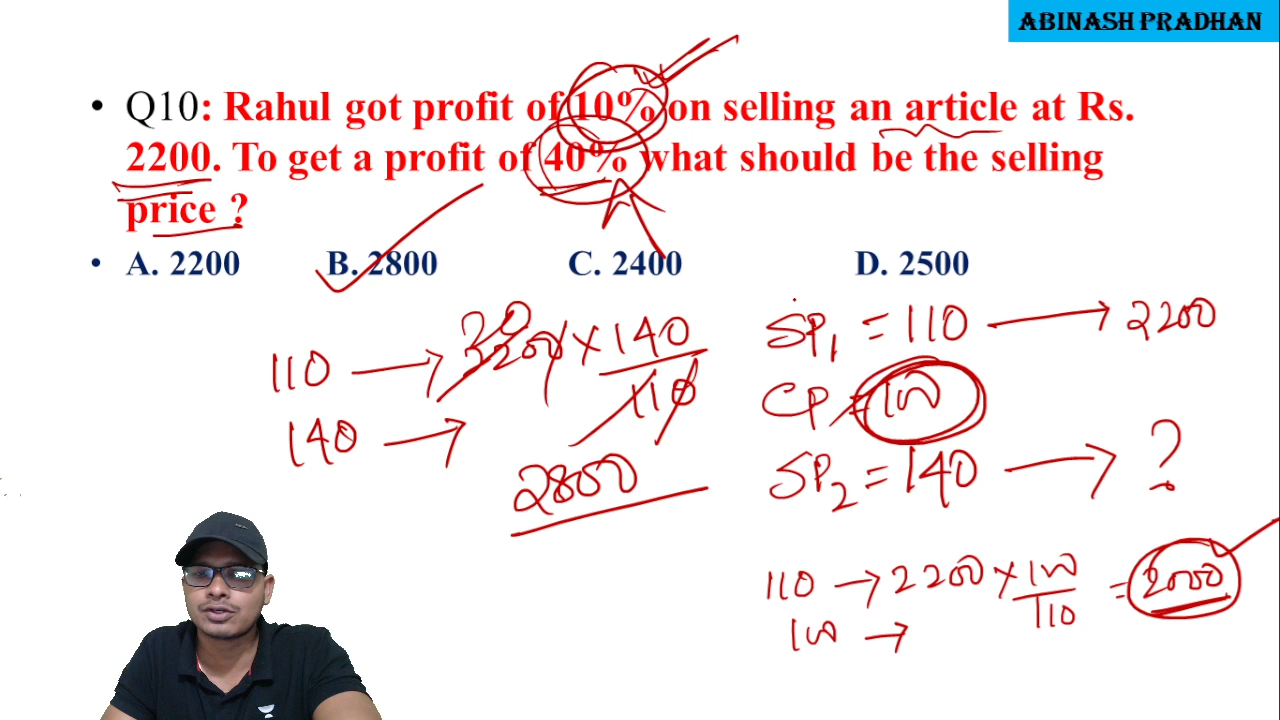 ABINASH PRADHAN
• Q10: Rahul got profit of 10% on selling an article at Rs.
2200. To get a profit of 40% what should be the selling
price ?
• A. 2200 B. 2800 C. 2400 D. 2500
110 → 2200 × 140/110
20
140 →
2800
SP₁ = 110 → 2200
CP = 100
SP₂ = 140 → ?
110 → 2200 × 100/110 = 2000
100 →